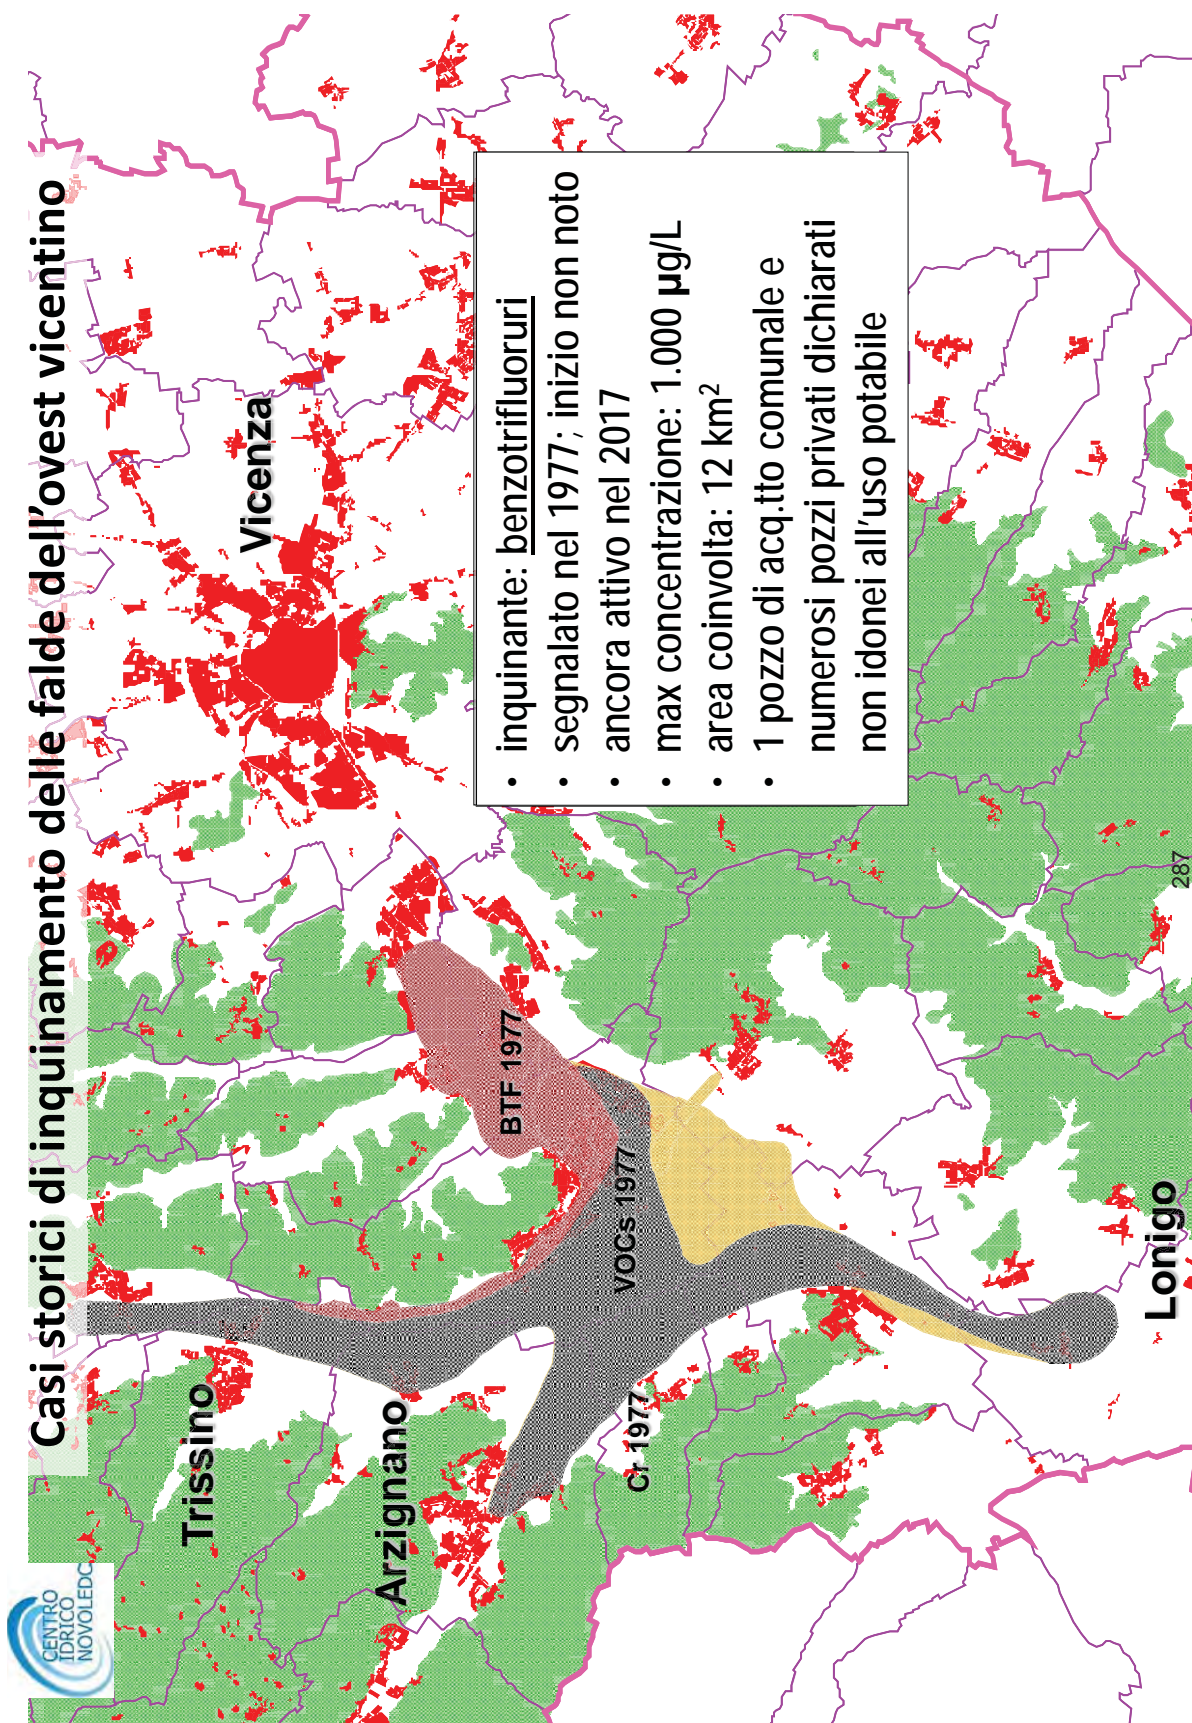 Casi storici di inquinamento delle falde dell'ovest vicentino
CENTRO
IDRICO
NOVOLEDO
Trissino
Vicenza
Arzignano
• inquinante: benzotrifluoruri
• segnalato nel 1977; inizio non noto
• ancora attivo nel 2017
• max concentrazione: 1.000 µg/L
• area coinvolta: 12 km²
• 1 pozzo di acq.tto comunale e
numerosi pozzi privati dichiarati
non idonei all'uso potabile
BTF 1977
VOCs 1977
Cr 1977
Lonigo
287